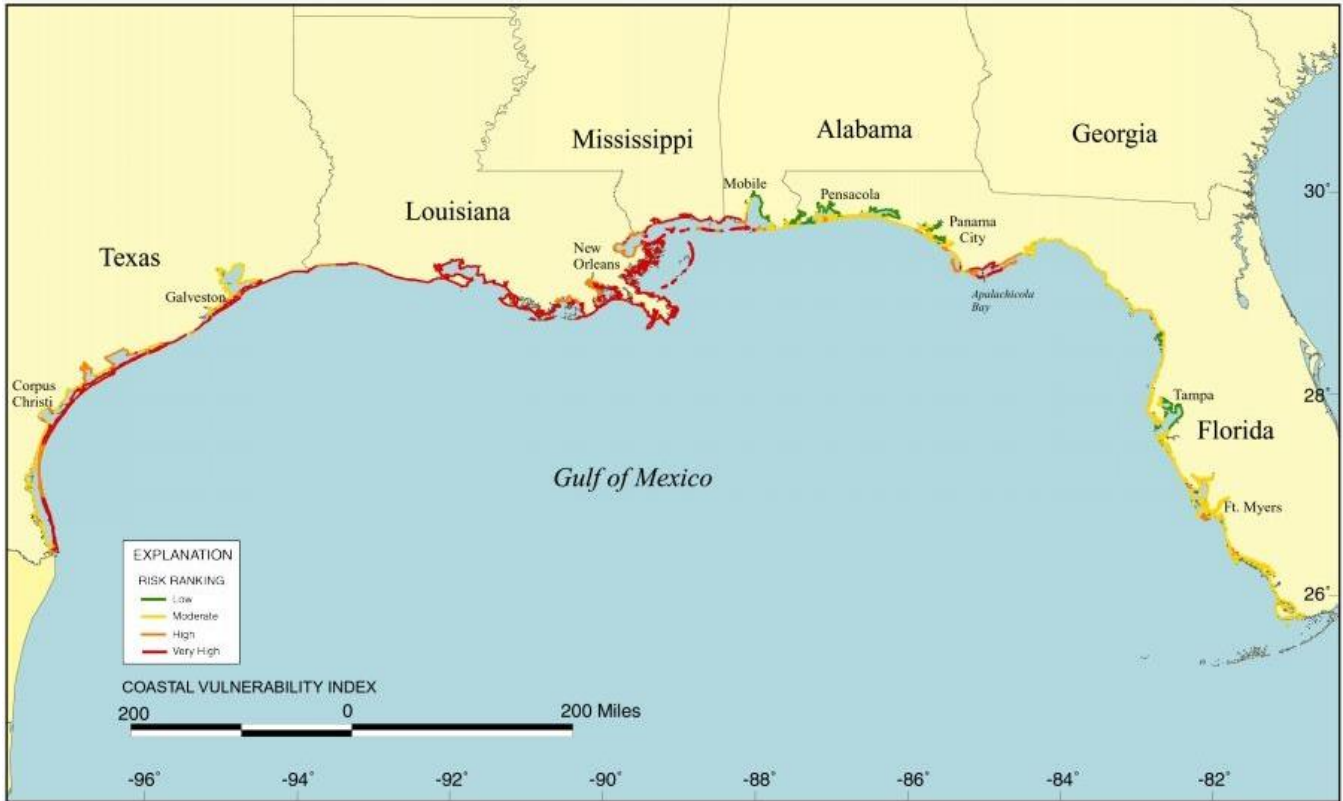 Mississippi
Alabama
Georgia
Mobile
Pensacola
30°
Louisiana
Panama
City
New
Orleans
Texas
Galveston
Apalachicola
Bay
Corpus
Christi
28°
Tampa
Florida
Gulf of Mexico
Ft. Myers
EXPLANATION
RISK RANKING
Low
Moderate
High
Very High
26°
COASTAL VULNERABILITY INDEX
200 0 200 Miles
-96° -94° -92° -90° -88° -86° -84° -82°